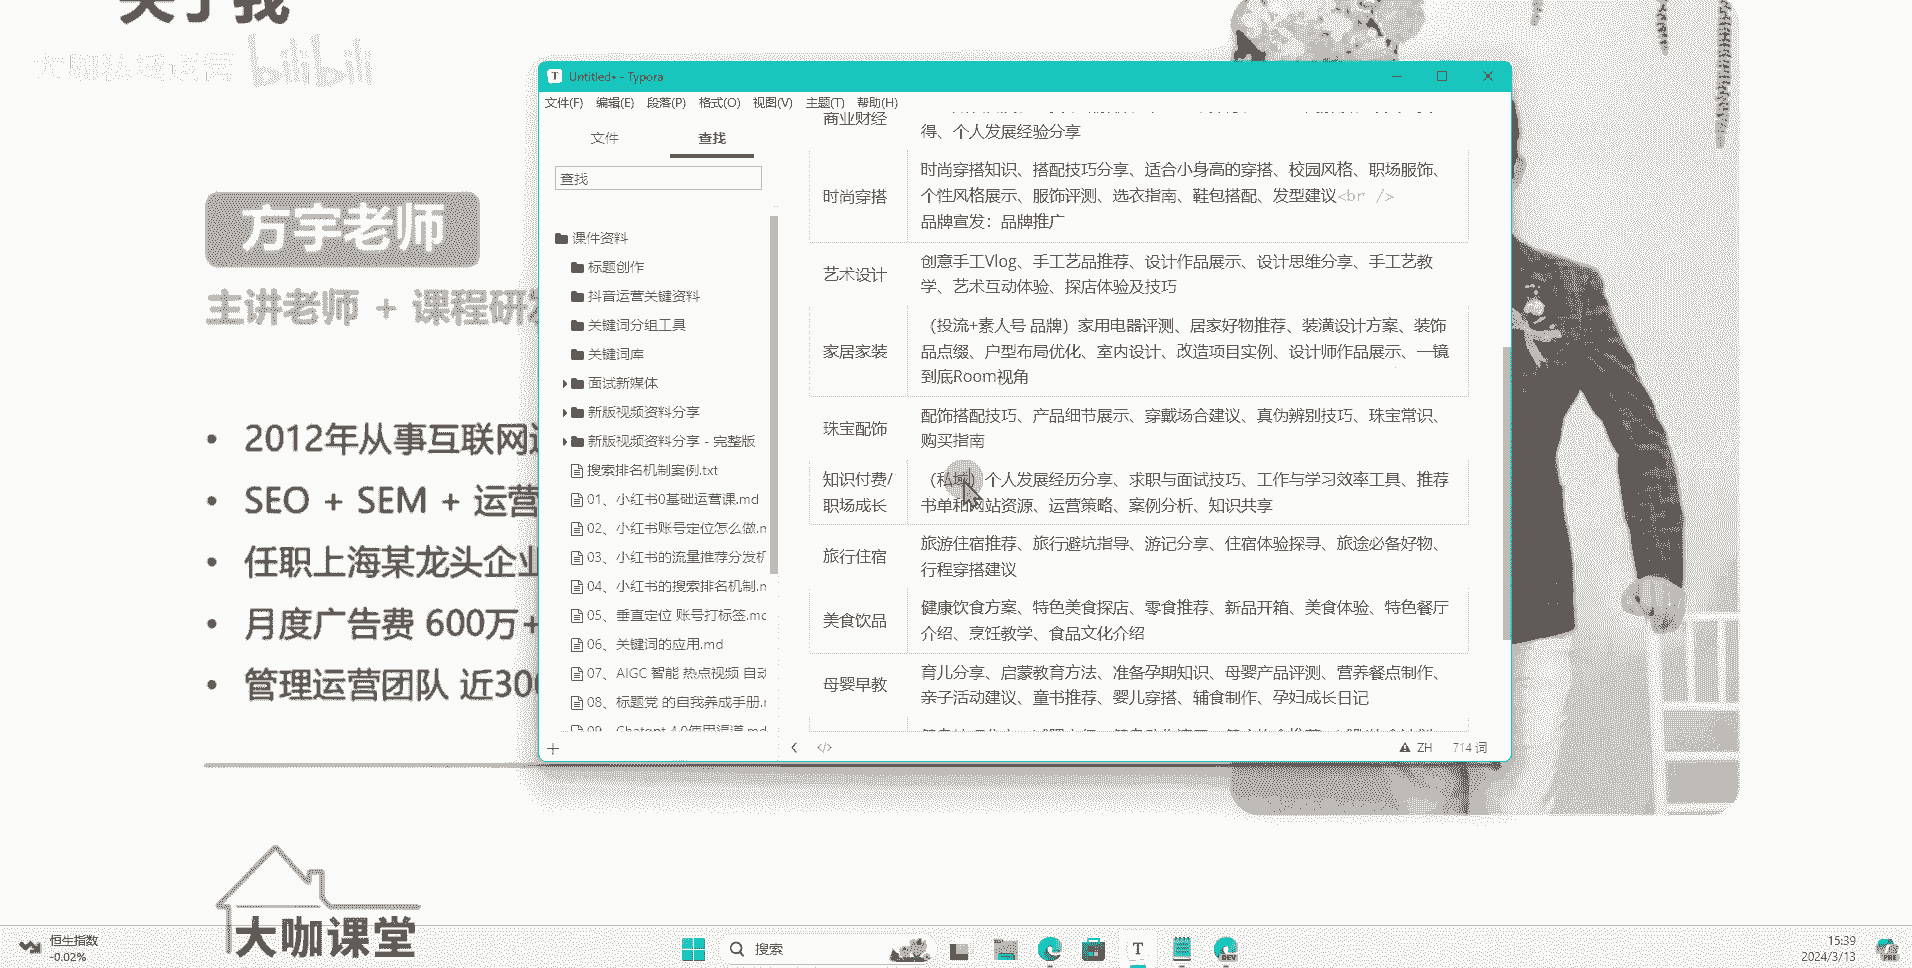 关于我
大咖私域运营 bilibili
方宇老师
主讲老师 + 课程研发
2012年从事互联网运
SEO + SEM + 运营
任职上海某龙头企业
月度广告费 600万+
管理运营团队 近300
大咖课堂
Untitled• - Typora
文件(F) 编辑(E) 段落(P) 格式(O) 视图(V) 主题(T) 帮助(H)
文件 查找
查找
课件资料
标题创作
抖音运营关键资料
关键词分组工具
关键词库
面试新媒体
新版视频资料分享
新版视频资料分享 - 完整版
搜索排名机制案例.txt
01、小红书0基础运营课.md
02、小红书账号定位怎么做.m
03、小红书的流量推荐分发机
04、小红书的搜索排名机制.m
05、垂直定位 账号打标签.mc
06、关键词的应用.md
07、AIGC 智能 热点视频 自动
08、标题党 的自我养成手册.r
09、Chatgpt 4.0使用渠道.md
商业财经
得、个人发展经验分享
时尚穿搭
时尚穿搭知识、搭配技巧分享、适合小身高的穿搭、校园风格、职场服饰、
个性风格展示、服饰评测、选衣指南、鞋包搭配、发型建议<br />
品牌宣发：品牌推广
艺术设计
创意手工Vlog、手工艺品推荐、设计作品展示、设计思维分享、手工艺教
学、艺术互动体验、探店体验及技巧
家居家装
（投流+素人号 品牌）家用电器评测、居家好物推荐、装潢设计方案、装饰
品点缀、户型布局优化、室内设计、改造项目实例、设计师作品展示、一镜
到底Room视角
珠宝配饰
配饰搭配技巧、产品细节展示、穿戴场合建议、真伪辨别技巧、珠宝常识、
购买指南
知识付费/
职场成长
（私域）个人发展经历分享、求职与面试技巧、工作与学习效率工具、推荐
书单和网站资源、运营策略、案例分析、知识共享
旅行住宿
旅游住宿推荐、旅行避坑指导、游记分享、住宿体验探寻、旅途必备好物、
行程穿搭建议
美食饮品
健康饮食方案、特色美食探店、零食推荐、新品开箱、美食体验、特色餐厅
介绍、烹饪教学、食品文化介绍
母婴早教
育儿分享、启蒙教育方法、准备孕期知识、母婴产品评测、营养餐点制作、
亲子活动建议、童书推荐、婴儿穿搭、辅食制作、孕妇成长日记
</> ZH 714 词
恒生指数
-0.02%
搜索
T
DEV
15:39
2024/3/13
PRE